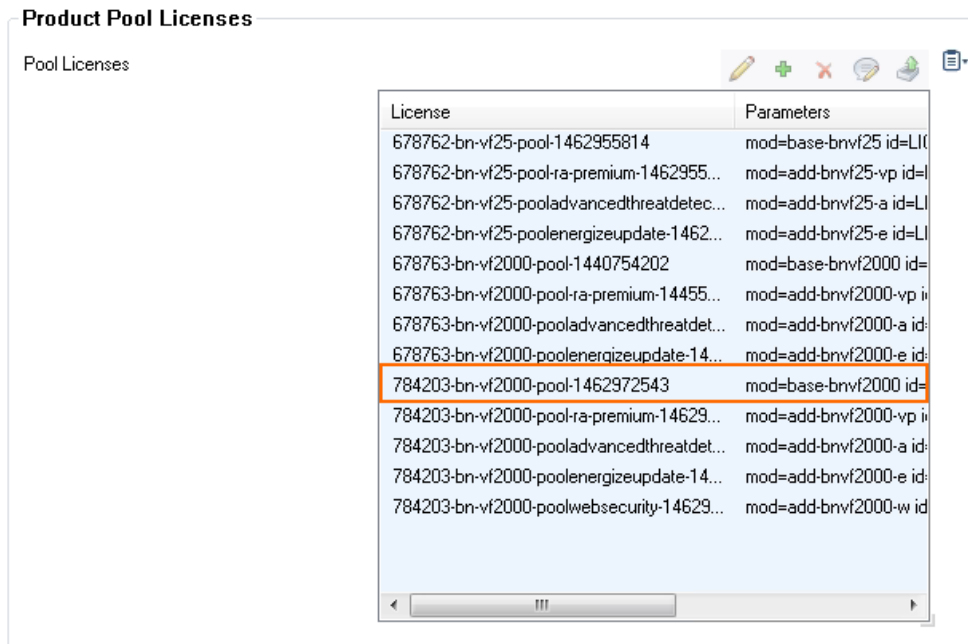 Product Pool Licenses
Pool Licenses
License Parameters
678762-bn-vf25-pool-1462955814 mod=base-bnvf25 id=LI(
678762-bn-vf25-pool-ra-premium-1462955... mod=add-bnvf25-vp id=
678762-bn-vf25-pooladvancedthreatdetec... mod=add-bnvf25-a id=LI
678762-bn-vf25-poolenergizeupdate-1462... mod=add-bnvf25-e id=LI
678763-bn-vf2000-pool-1440754202 mod=base-bnvf2000 id=
678763-bn-vf2000-pool-ra-premium-14455... mod=add-bnvf2000-vp i
678763-bn-vf2000-pooladvancedthreatdet... mod=add-bnvf2000-a id
678763-bn-vf2000-poolenergizeupdate-14... mod=add-bnvf2000-e id
784203-bn-vf2000-pool-1462972543 mod=base-bnvf2000 id=
784203-bn-vf2000-pool-ra-premium-14629... mod=add-bnvf2000-vp i
784203-bn-vf2000-pooladvancedthreatdet... mod=add-bnvf2000-a id
784203-bn-vf2000-poolenergizeupdate-14... mod=add-bnvf2000-e id
784203-bn-vf2000-poolwebsecurity-14629... mod=add-bnvf2000-w id